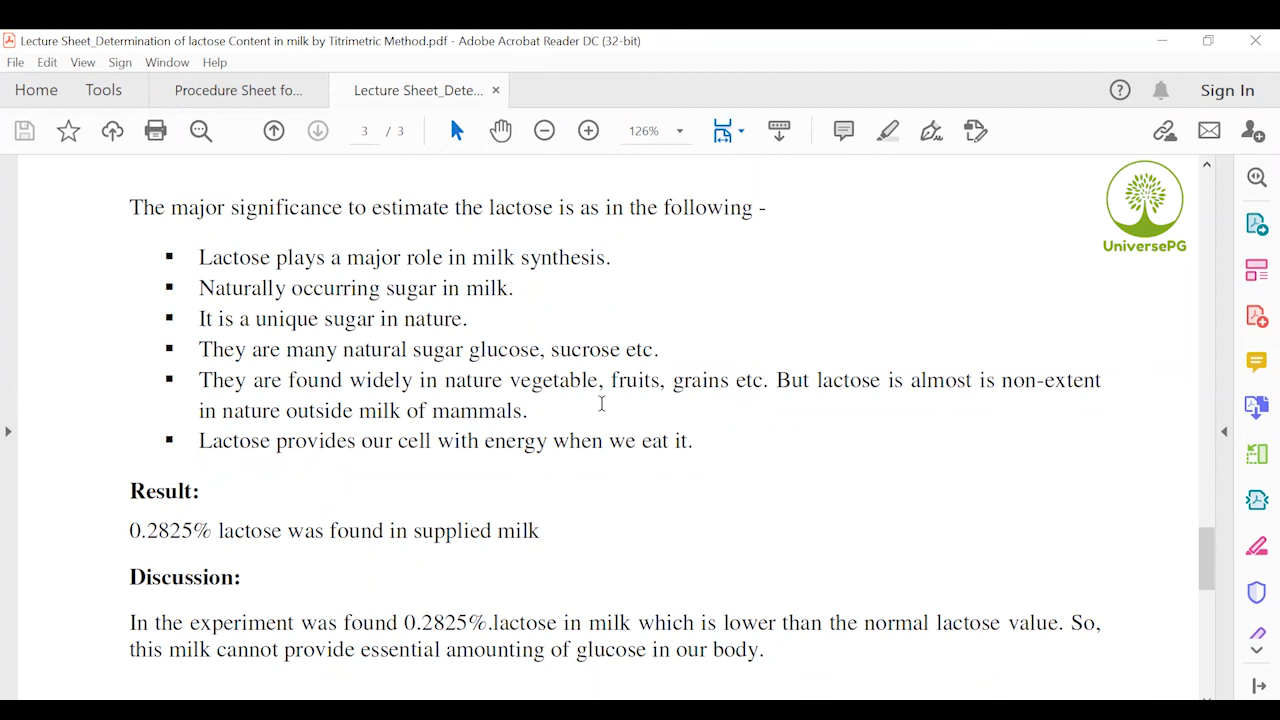 Lecture Sheet_Determination of lactose Content in milk by Titrimetric Method.pdf - Adobe Acrobat Reader DC (32-bit)
File Edit View Sign Window Help
Home Tools Procedure Sheet fo... Lecture Sheet_Dete... × Sign In
3 / 3 126%
UniversePG
The major significance to estimate the lactose is as in the following -
▪ Lactose plays a major role in milk synthesis.
▪ Naturally occurring sugar in milk.
▪ It is a unique sugar in nature.
▪ They are many natural sugar glucose, sucrose etc.
▪ They are found widely in nature vegetable, fruits, grains etc. But lactose is almost is non-extent
in nature outside milk of mammals.
▪ Lactose provides our cell with energy when we eat it.
Result:
0.2825% lactose was found in supplied milk
Discussion:
In the experiment was found 0.2825%.lactose in milk which is lower than the normal lactose value. So,
this milk cannot provide essential amounting of glucose in our body.